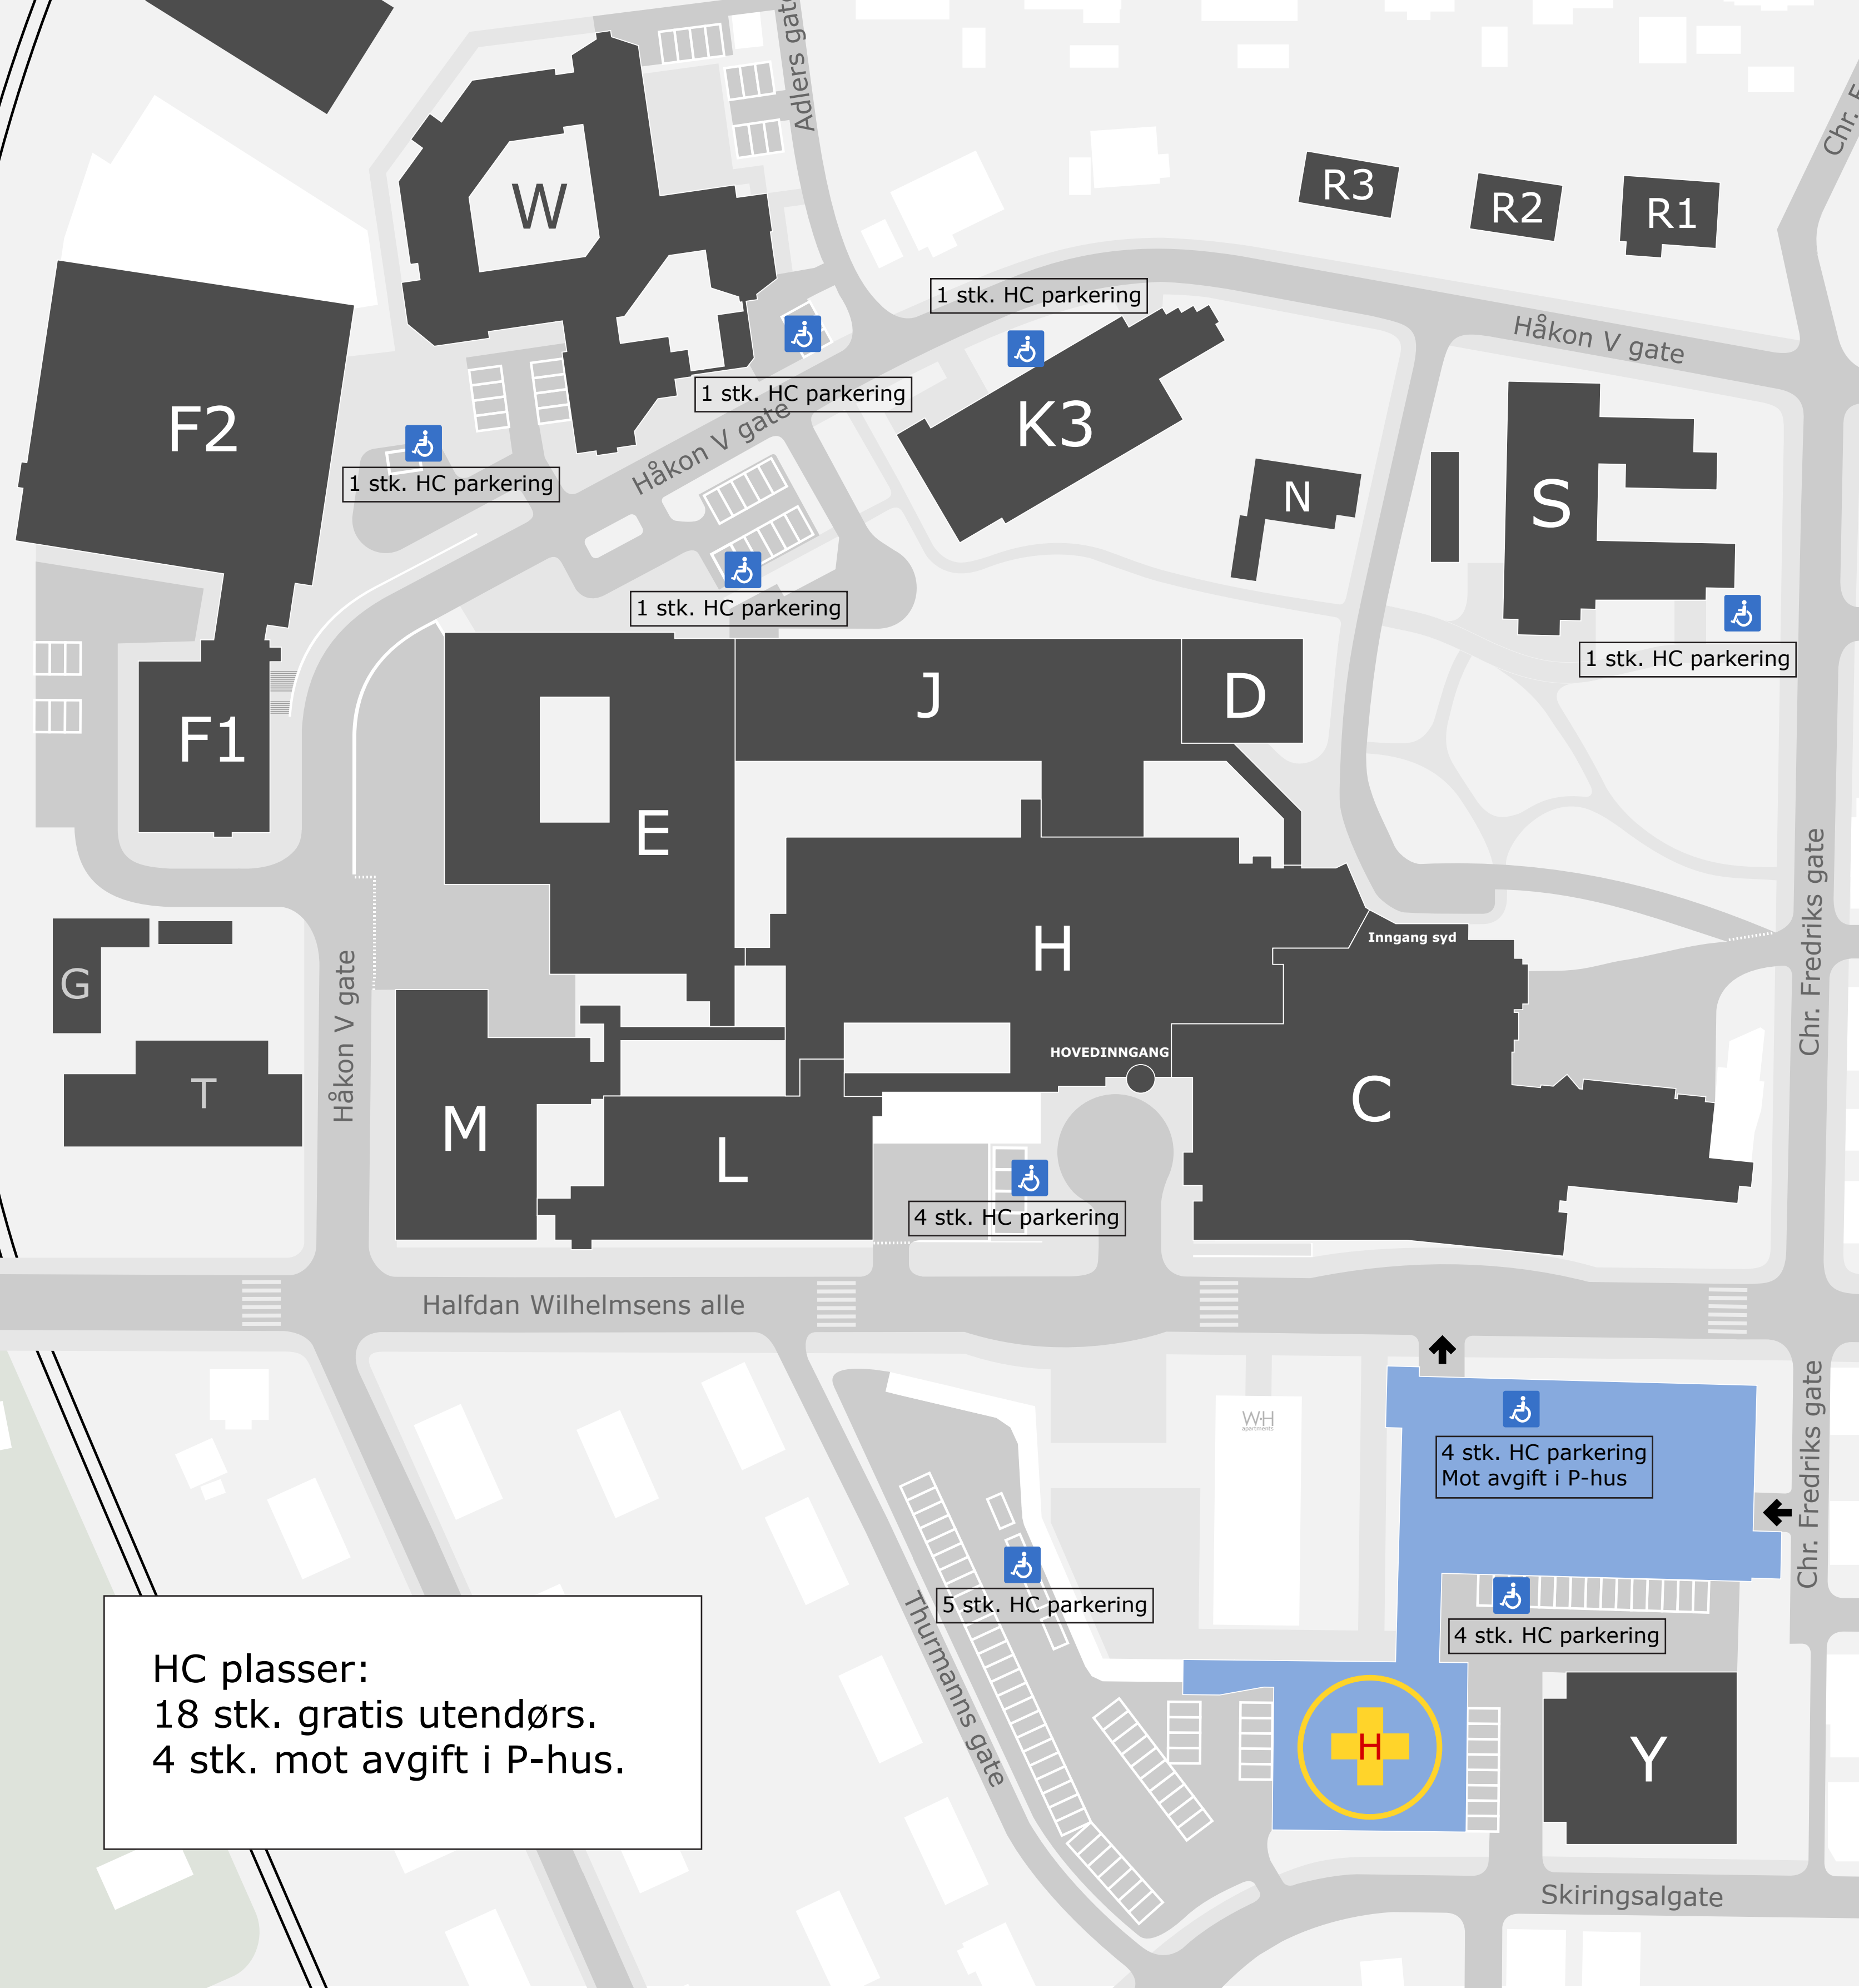 Adlers gate
Chr. F
W
R3
R2
R1
1 stk. HC parkering
Håkon V gate
1 stk. HC parkering
Håkon V gate
F2
K3
1 stk. HC parkering
N
S
1 stk. HC parkering
1 stk. HC parkering
J
D
F1
E
H
Inngang syd
Chr. Fredriks gate
G
Håkon V gate
HOVEDINNGANG
T
M
L
C
4 stk. HC parkering
Halfdan Wilhelmsens alle
W·H
apartments
4 stk. HC parkering
Mot avgift i P-hus
Chr. Fredriks gate
5 stk. HC parkering
4 stk. HC parkering
Thurmanns gate
HC plasser:
18 stk. gratis utendørs.
4 stk. mot avgift i P-hus.
H
Y
Skiringsalgate